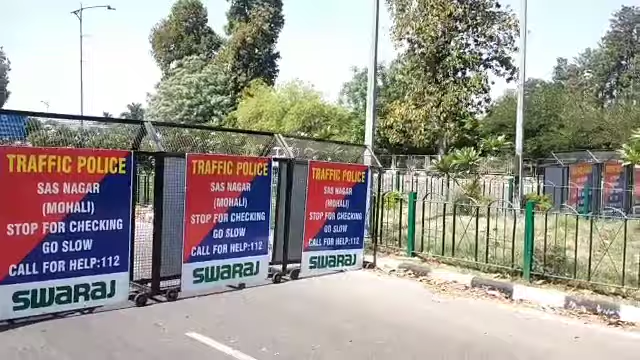 TRAFFIC POLICE
SAS NAGAR
(MOHALI)
STOP FOR CHECKING
GO SLOW
CALL FOR HELP:112
SWARAJ
TRAFFIC POLICE
SAS NAGAR
(MOHALI)
STOP FOR CHECKING
GO SLOW
CALL FOR HELP:112
SWARAJ
TRAFFIC POLICE
SAS NAGAR
(MOHALI)
STOP FOR CHECKING
GO SLOW
CALL FOR HELP:112
SWARAJ